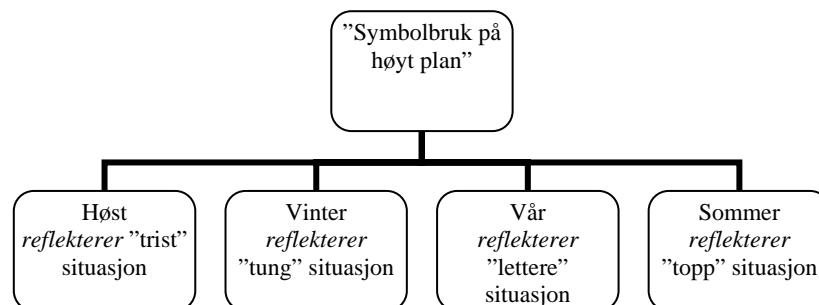 ”Symbolbruk på
høyt plan”
Høst
reflekterer ”trist”
situasjon
Vinter
reflekterer
”tung” situasjon
Vår
reflekterer
”lettere”
situasjon
Sommer
reflekterer
”topp” situasjon